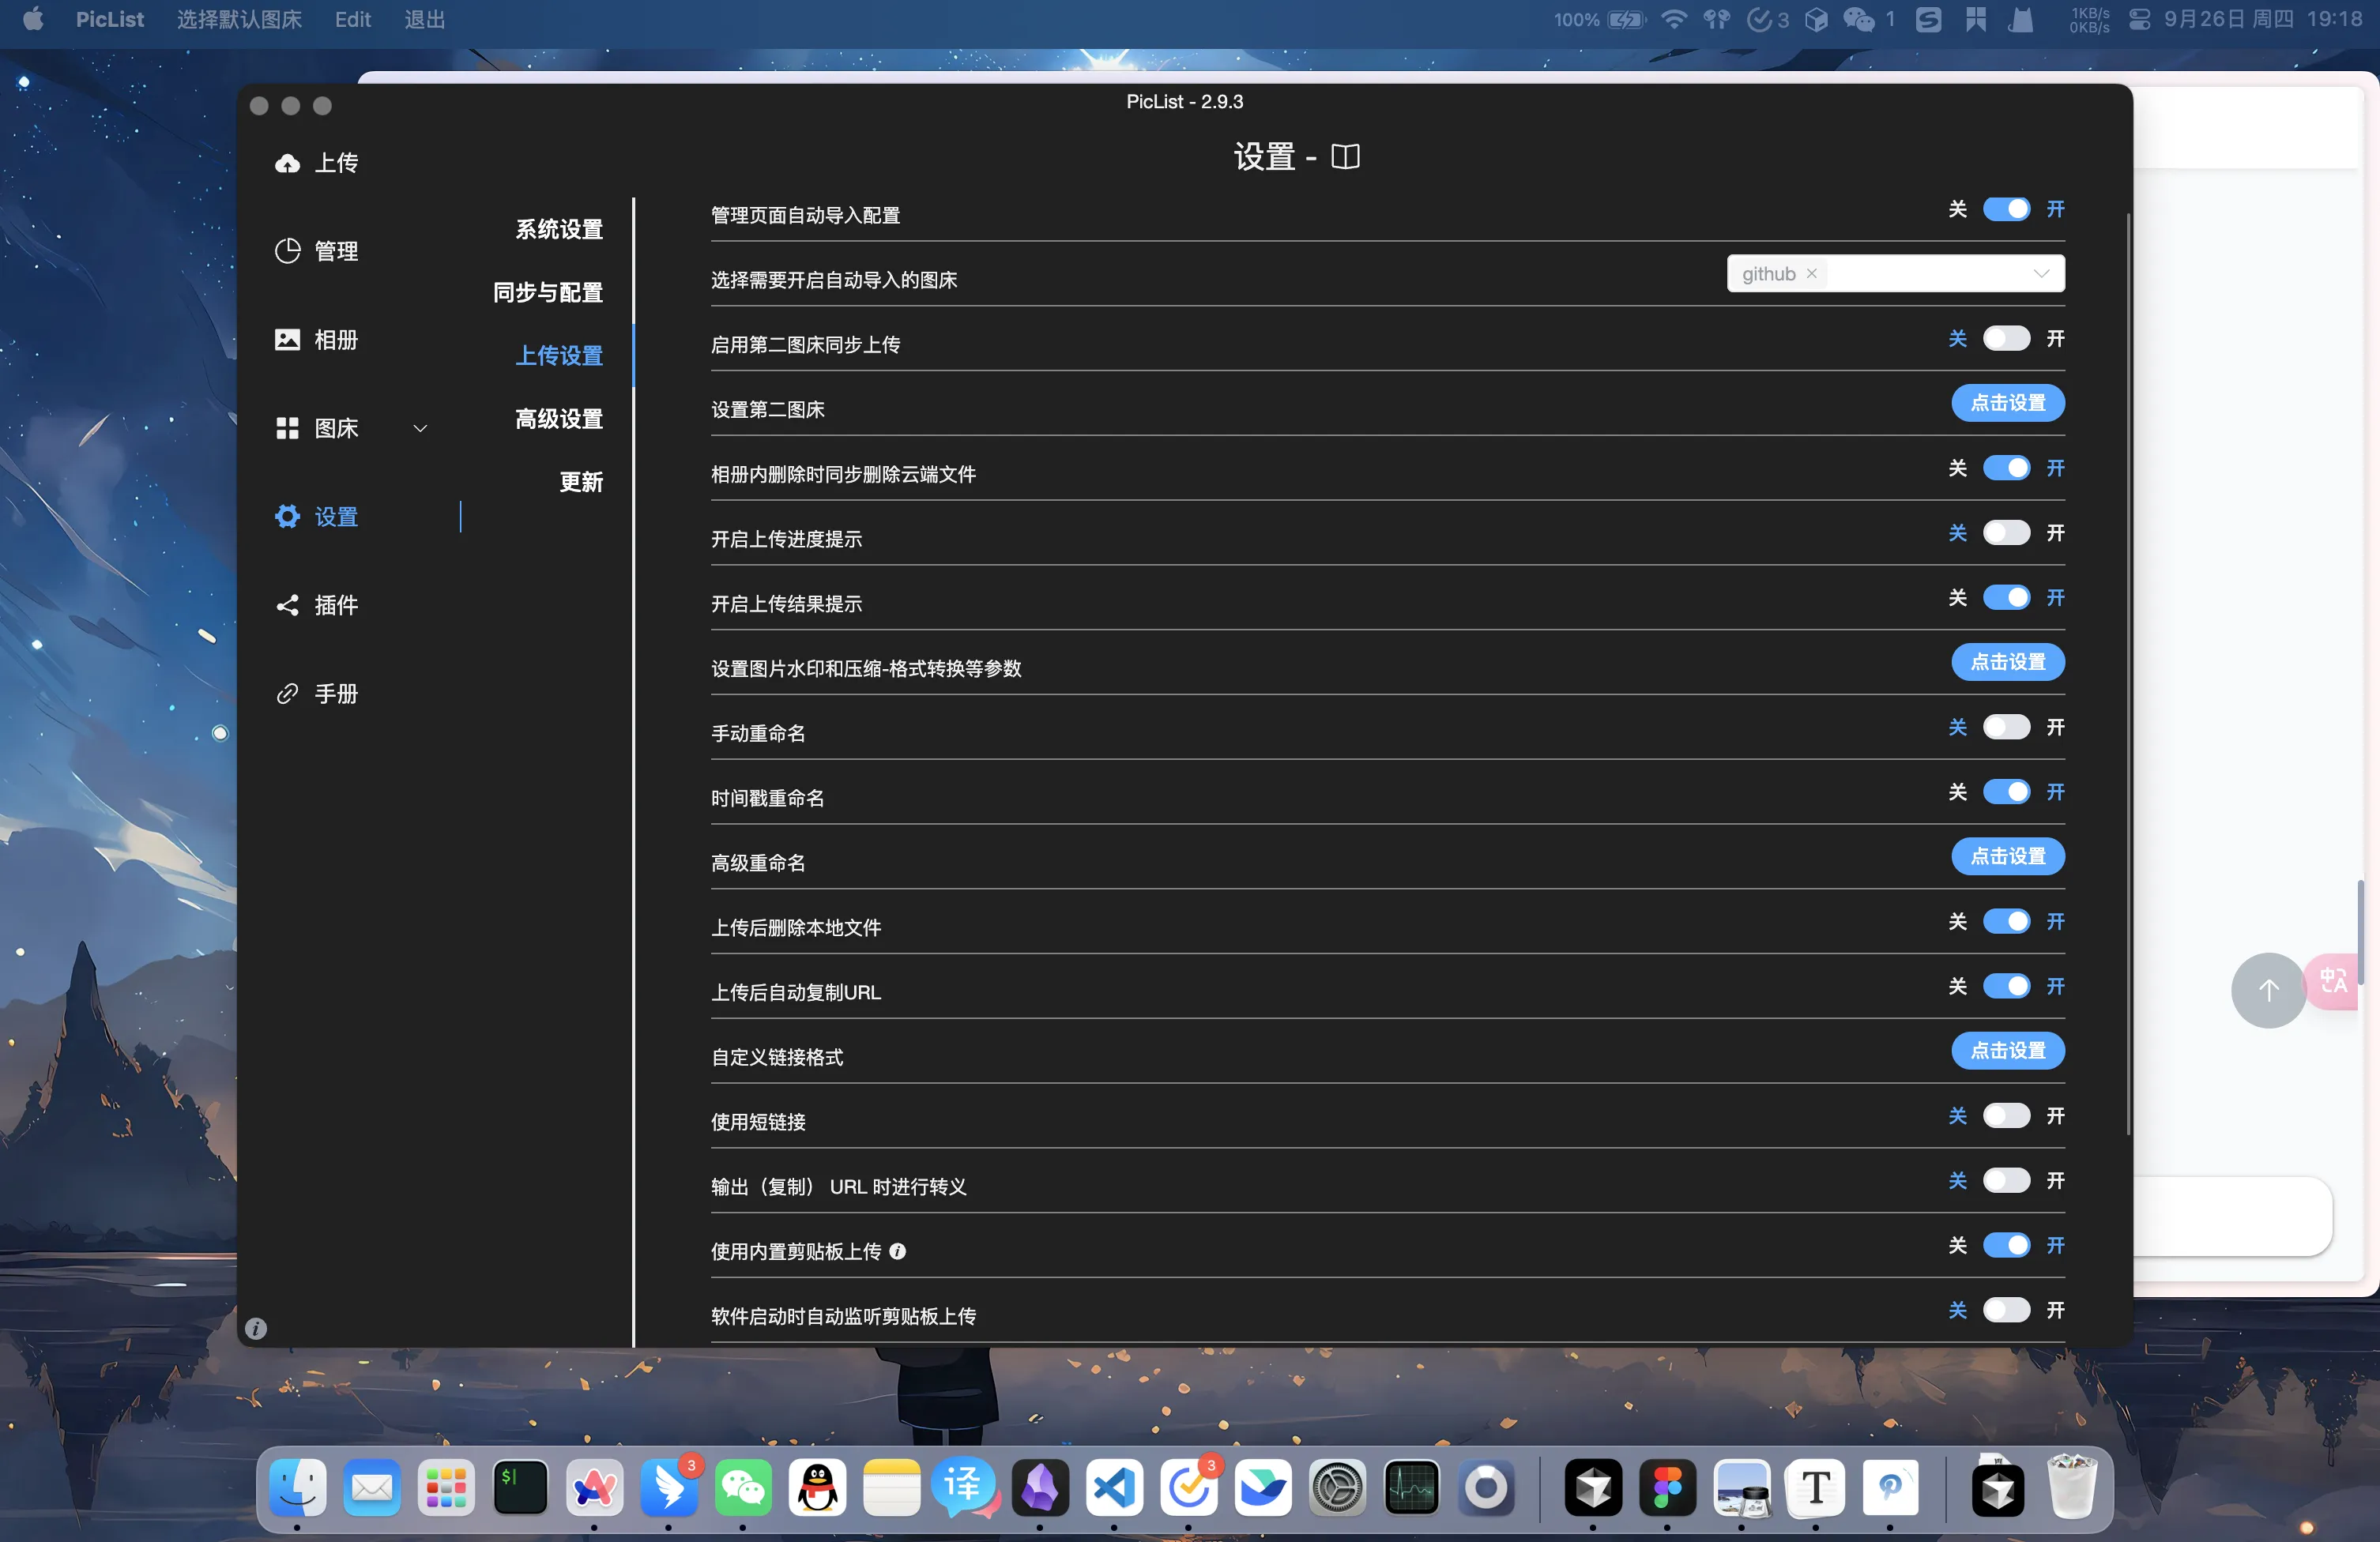 PicList 选择默认图床 Edit 退出 100% 3 1 1KB/s 0KB/s 9月26日 周四 19:18
PicList - 2.9.3
设置 -
上传
管理
相册
图床
设置
插件
手册
系统设置
同步与配置
上传设置
高级设置
更新
管理页面自动导入配置 关 开
选择需要开启自动导入的图床 github ×
启用第二图床同步上传 关 开
设置第二图床 点击设置
相册内删除时同步删除云端文件 关 开
开启上传进度提示 关 开
开启上传结果提示 关 开
设置图片水印和压缩-格式转换等参数 点击设置
手动重命名 关 开
时间戳重命名 关 开
高级重命名 点击设置
上传后删除本地文件 关 开
上传后自动复制URL 关 开
自定义链接格式 点击设置
使用短链接 关 开
输出（复制） URL 时进行转义 关 开
使用内置剪贴板上传 关 开
软件启动时自动监听剪贴板上传 关 开
中A
$
3
译
3
T